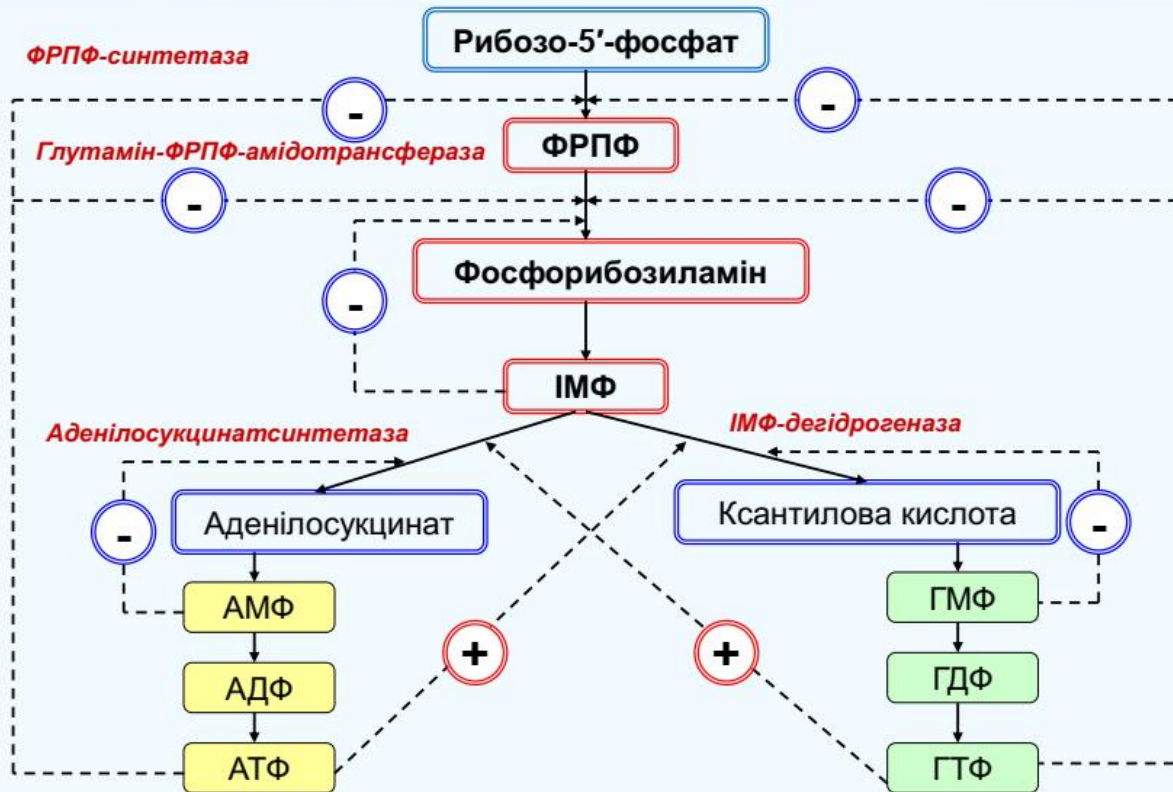 Рибозо-5'-фосфат
ФРПФ-синтетаза
-
-
ФРПФ
Глутамін-ФРПФ-амідотрансфераза
-
-
Фосфорибозиламін
-
ІМФ
Аденілосукцинатсинтетаза
ІМФ-дегідрогеназа
Аденілосукцинат
Ксантилова кислота
-
-
АМФ
ГМФ
+
+
АДФ
ГДФ
АТФ
ГТФ